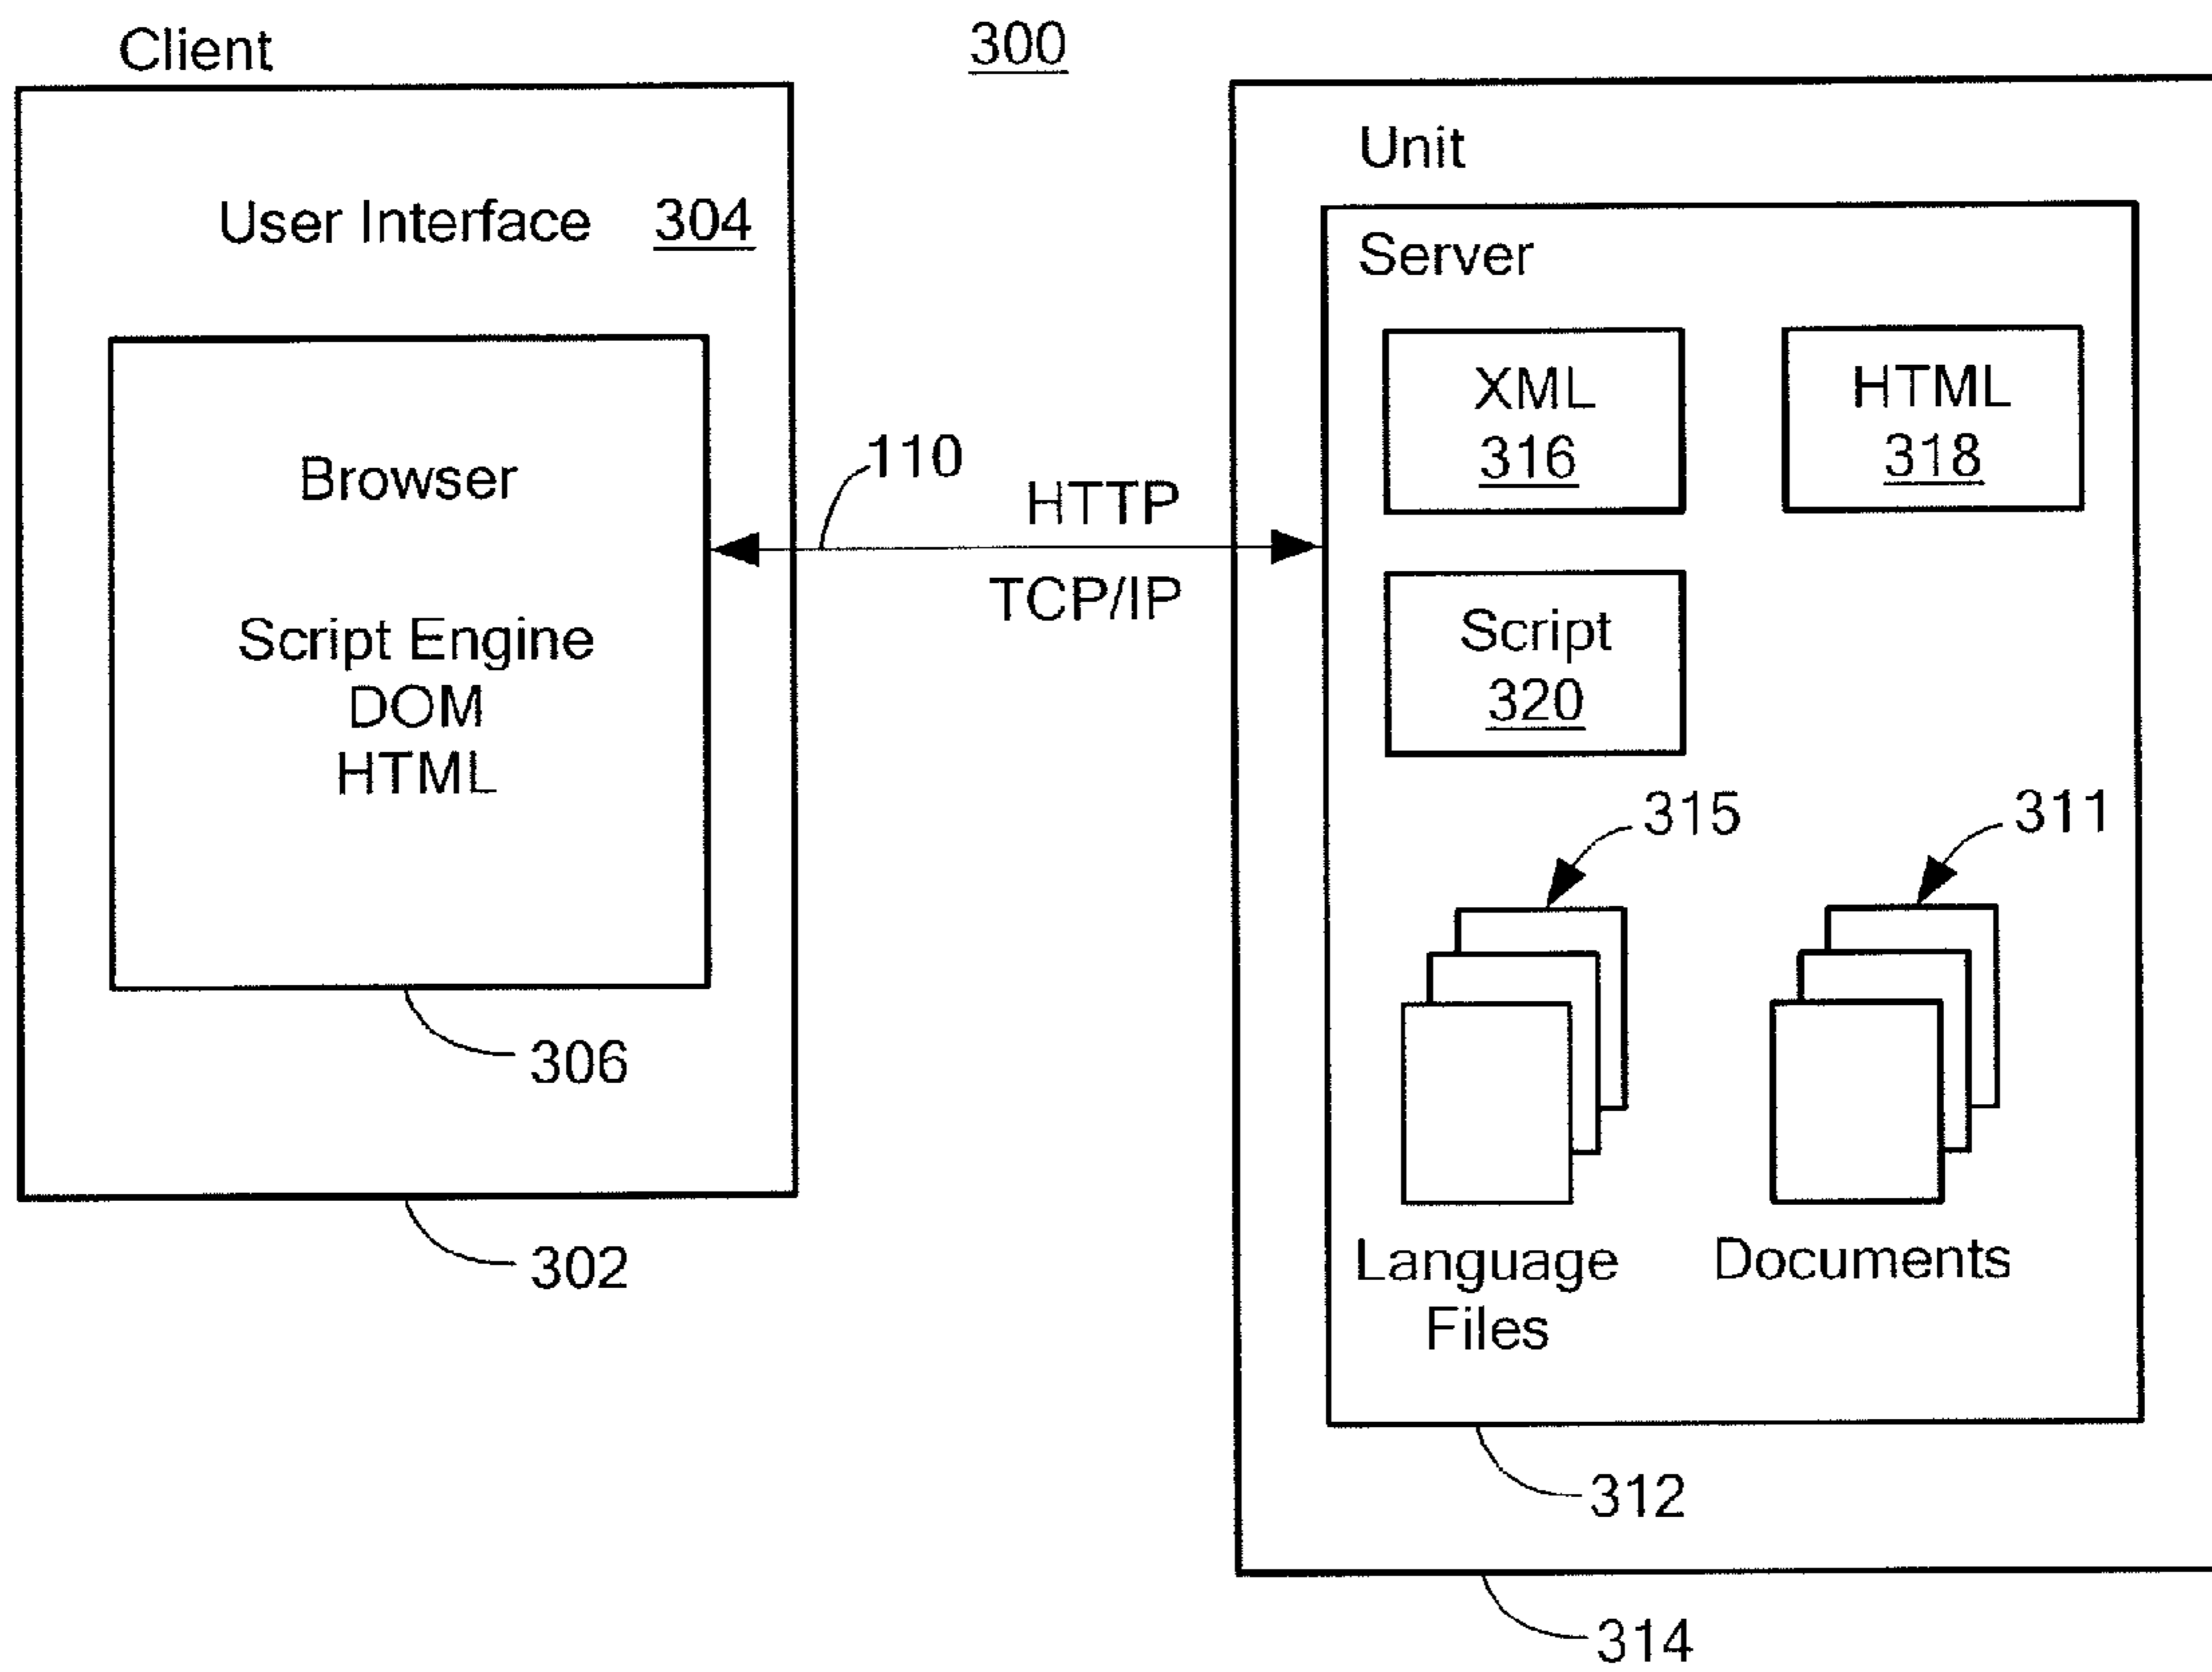 Client
300
User Interface 304
Browser
Script Engine
DOM
HTML
306
302
110
HTTP
TCP/IP
Unit
Server
XML
316
HTML
318
Script
320
315
311
Language
Files
Documents
312
314